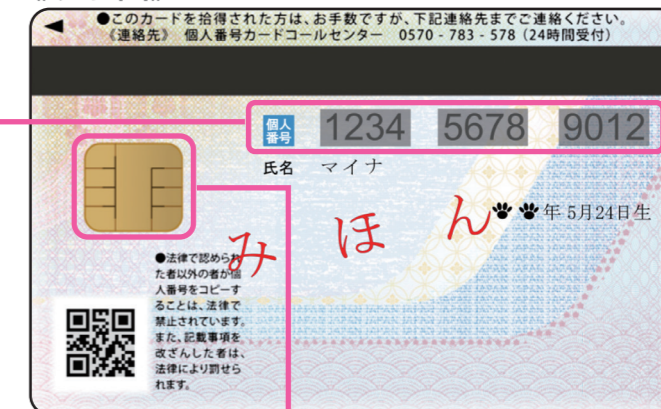 ●このカードを拾得された方は、お手数ですが、下記連絡先までご連絡ください。
《連絡先》 個人番号カードコールセンター 0570 - 783 - 578（24時間受付）
個人番号 1234 5678 9012
氏名 マイナ
年 5月24日生
みほん
●法律で認められ
た者以外の者が個
人番号をコピーす
ることは、法律で
禁止されています。
また、記載事項を
改ざんした者は、
法律により罰せら
れます。